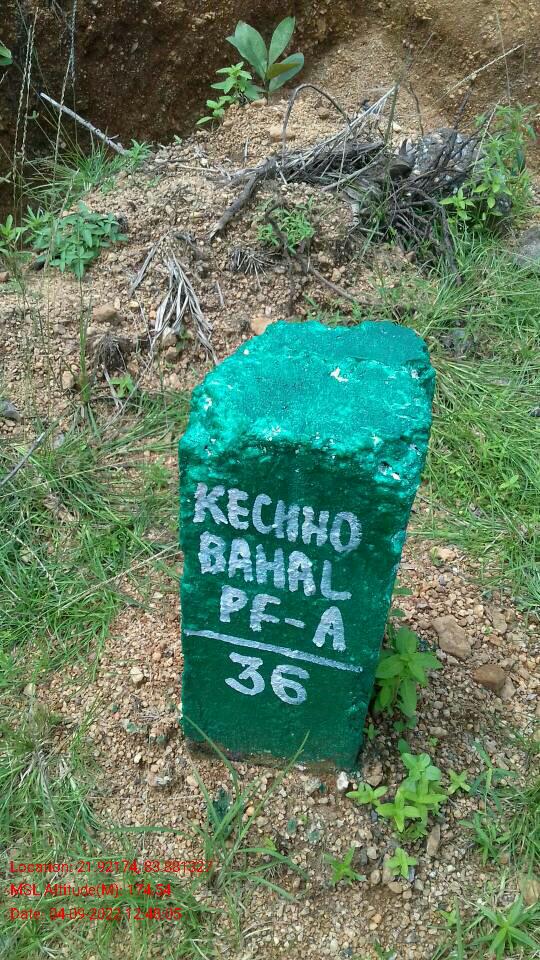 KECHHO
BAHAL
PF-A
36
Location: 21.92174, 83.881327
MSL Altitude(M): 174.54
Date: 04-09-2022 12:48:05